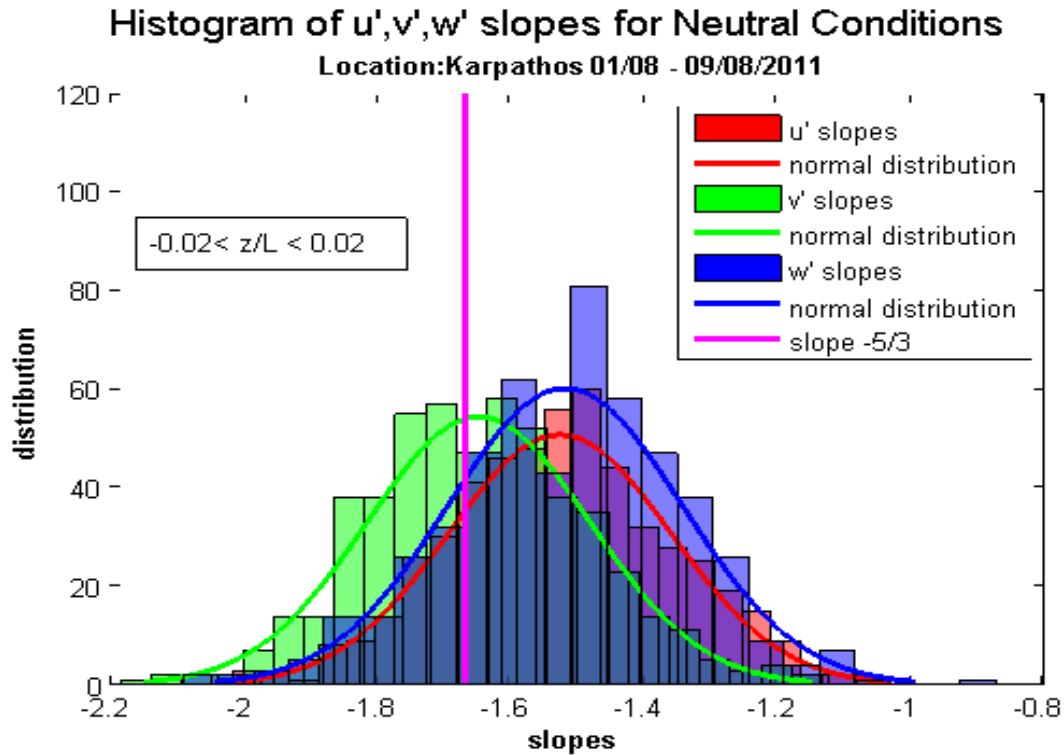 Histogram of u',v',w' slopes for Neutral Conditions
Location:Karpathos 01/08 - 09/08/2011
120
100
80
60
40
20
0
distribution
-0.02< z/L < 0.02
u' slopes
normal distribution
v' slopes
normal distribution
w' slopes
normal distribution
slope -5/3
-2.2 -2 -1.8 -1.6 -1.4 -1.2 -1 -0.8
slopes